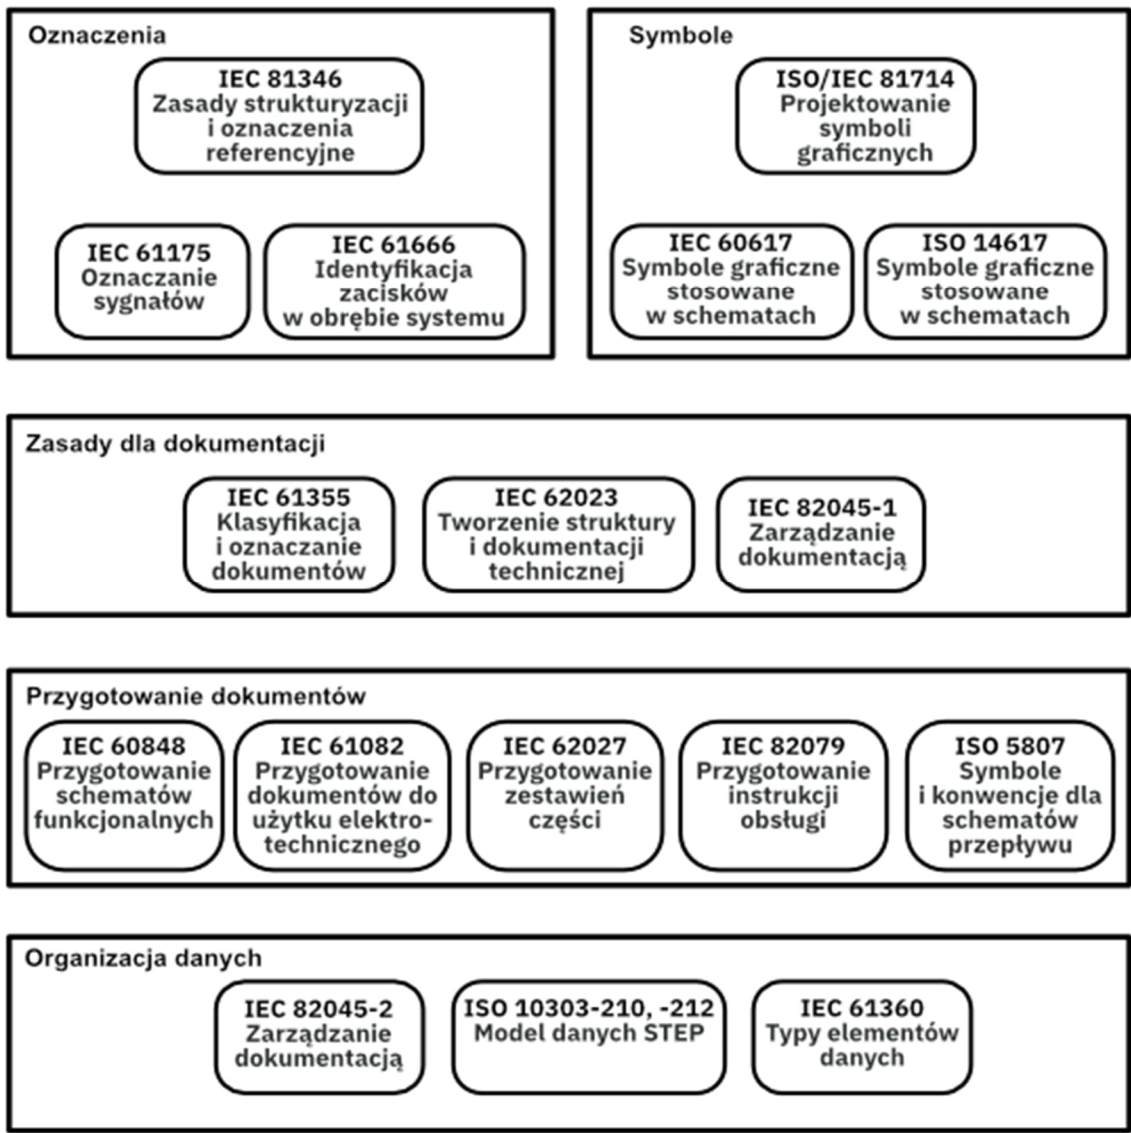 Oznaczenia
IEC 81346
Zasady strukturyzacji
i oznaczenia
referencyjne
IEC 61175
Oznaczanie
sygnałów
IEC 61666
Identyfikacja
zacisków
w obrębie systemu
Symbole
ISO/IEC 81714
Projektowanie
symboli
graficznych
IEC 60617
Symbole graficzne
stosowane
w schematach
ISO 14617
Symbole graficzne
stosowane
w schematach
Zasady dla dokumentacji
IEC 61355
Klasyfikacja
i oznaczanie
dokumentów
IEC 62023
Tworzenie struktury
i dokumentacji
technicznej
IEC 82045-1
Zarządzanie
dokumentacją
Przygotowanie dokumentów
IEC 60848
Przygotowanie
schematów
funkcjonalnych
IEC 61082
Przygotowanie
dokumentów do
użytku elektro-
technicznego
IEC 62027
Przygotowanie
zestawień
części
IEC 82079
Przygotowanie
instrukcji
obsługi
ISO 5807
Symbole
i konwencje dla
schematów
przepływu
Organizacja danych
IEC 82045-2
Zarządzanie
dokumentacją
ISO 10303-210, -212
Model danych STEP
IEC 61360
Typy elementów
danych